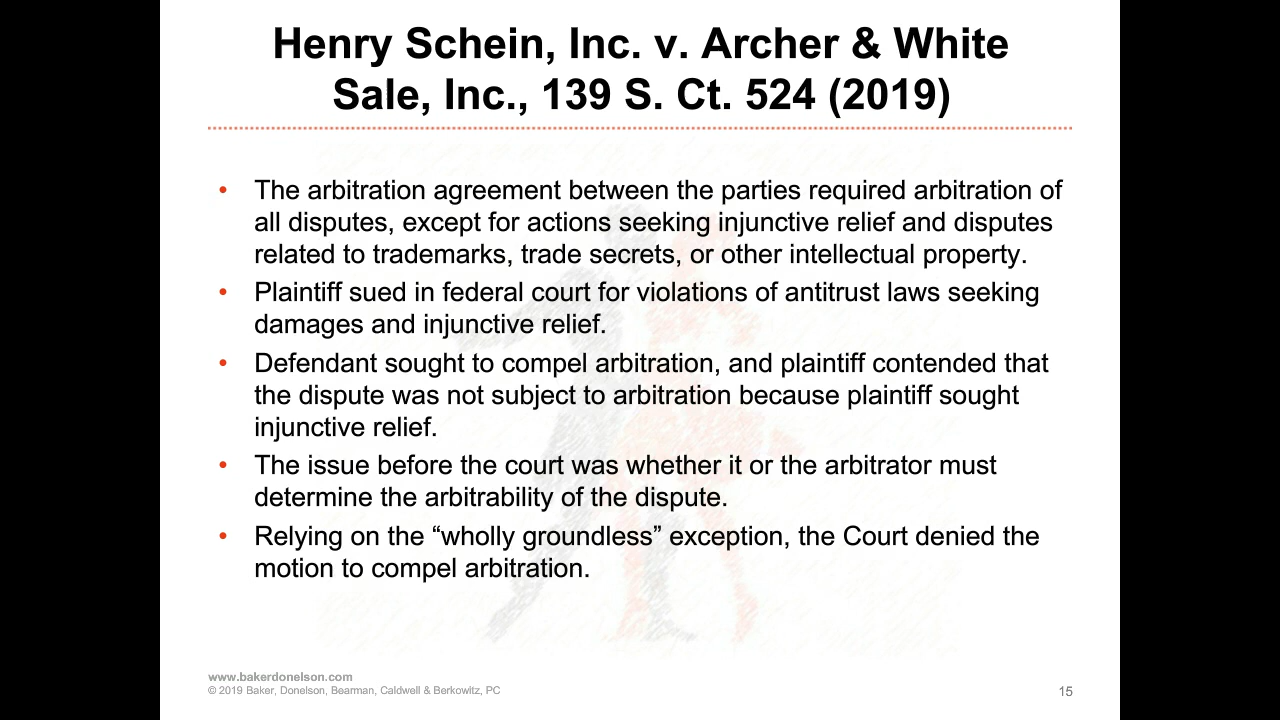 Henry Schein, Inc. v. Archer & White
Sale, Inc., 139 S. Ct. 524 (2019)
• The arbitration agreement between the parties required arbitration of
all disputes, except for actions seeking injunctive relief and disputes
related to trademarks, trade secrets, or other intellectual property.
• Plaintiff sued in federal court for violations of antitrust laws seeking
damages and injunctive relief.
• Defendant sought to compel arbitration, and plaintiff contended that
the dispute was not subject to arbitration because plaintiff sought
injunctive relief.
• The issue before the court was whether it or the arbitrator must
determine the arbitrability of the dispute.
• Relying on the “wholly groundless” exception, the Court denied the
motion to compel arbitration.
www.bakerdonelson.com
© 2019 Baker, Donelson, Bearman, Caldwell & Berkowitz, PC
15